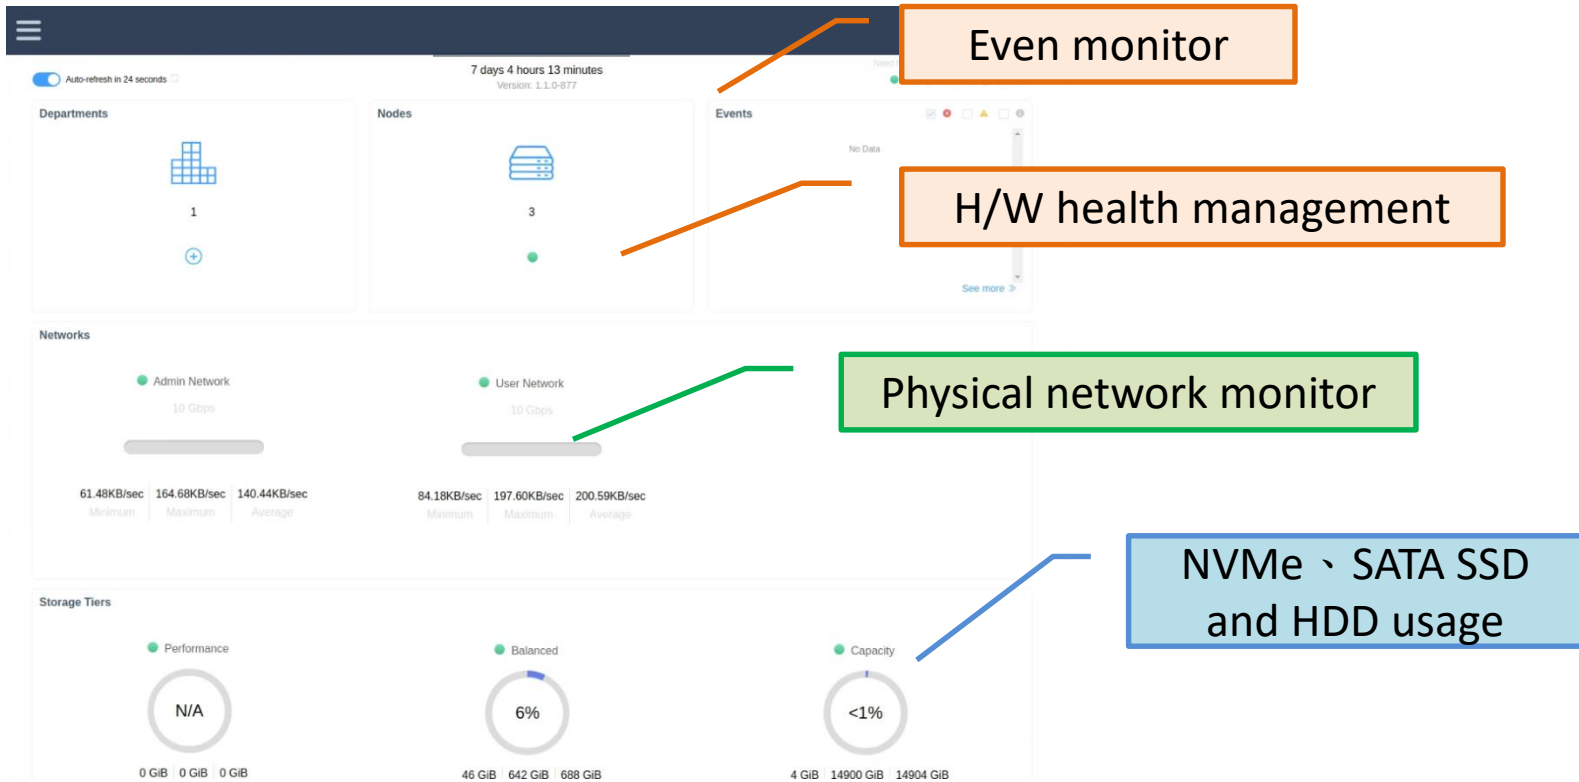 Even monitor
Auto-refresh in 24 seconds
7 days 4 hours 13 minutes
Version: 1.1.0-877
Need
Departments
Nodes
Events
No Data
1
3
H/W health management
See more
Networks
Admin Network
User Network
10 Gbps
10 Gbps
Physical network monitor
61.48KB/sec 164.68KB/sec 140.44KB/sec
Minimum Maximum Average
84.18KB/sec 197.60KB/sec 200.59KB/sec
Minimum Maximum Average
NVMe、SATA SSD
and HDD usage
Storage Tiers
Performance
Balanced
Capacity
N/A
6%
<1%
0 GiB 0 GiB 0 GiB
46 GiB 642 GiB 688 GiB
4 GiB 14900 GiB 14904 GiB